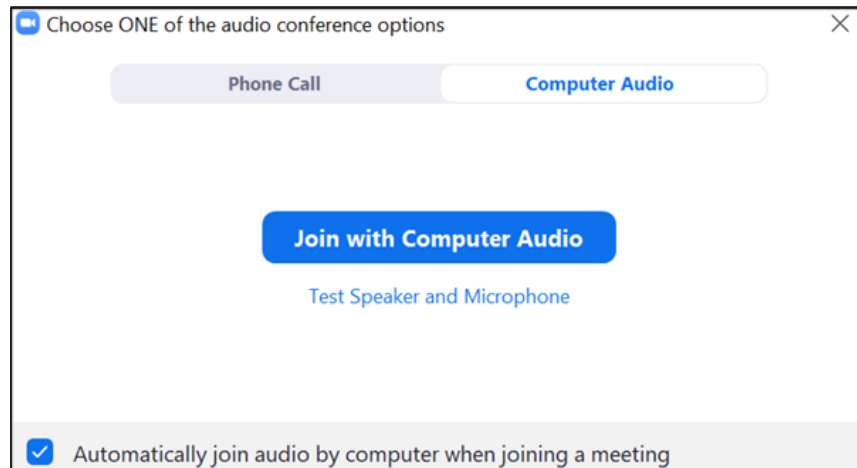 Choose ONE of the audio conference options
Phone Call
Computer Audio
Join with Computer Audio
Test Speaker and Microphone
Automatically join audio by computer when joining a meeting